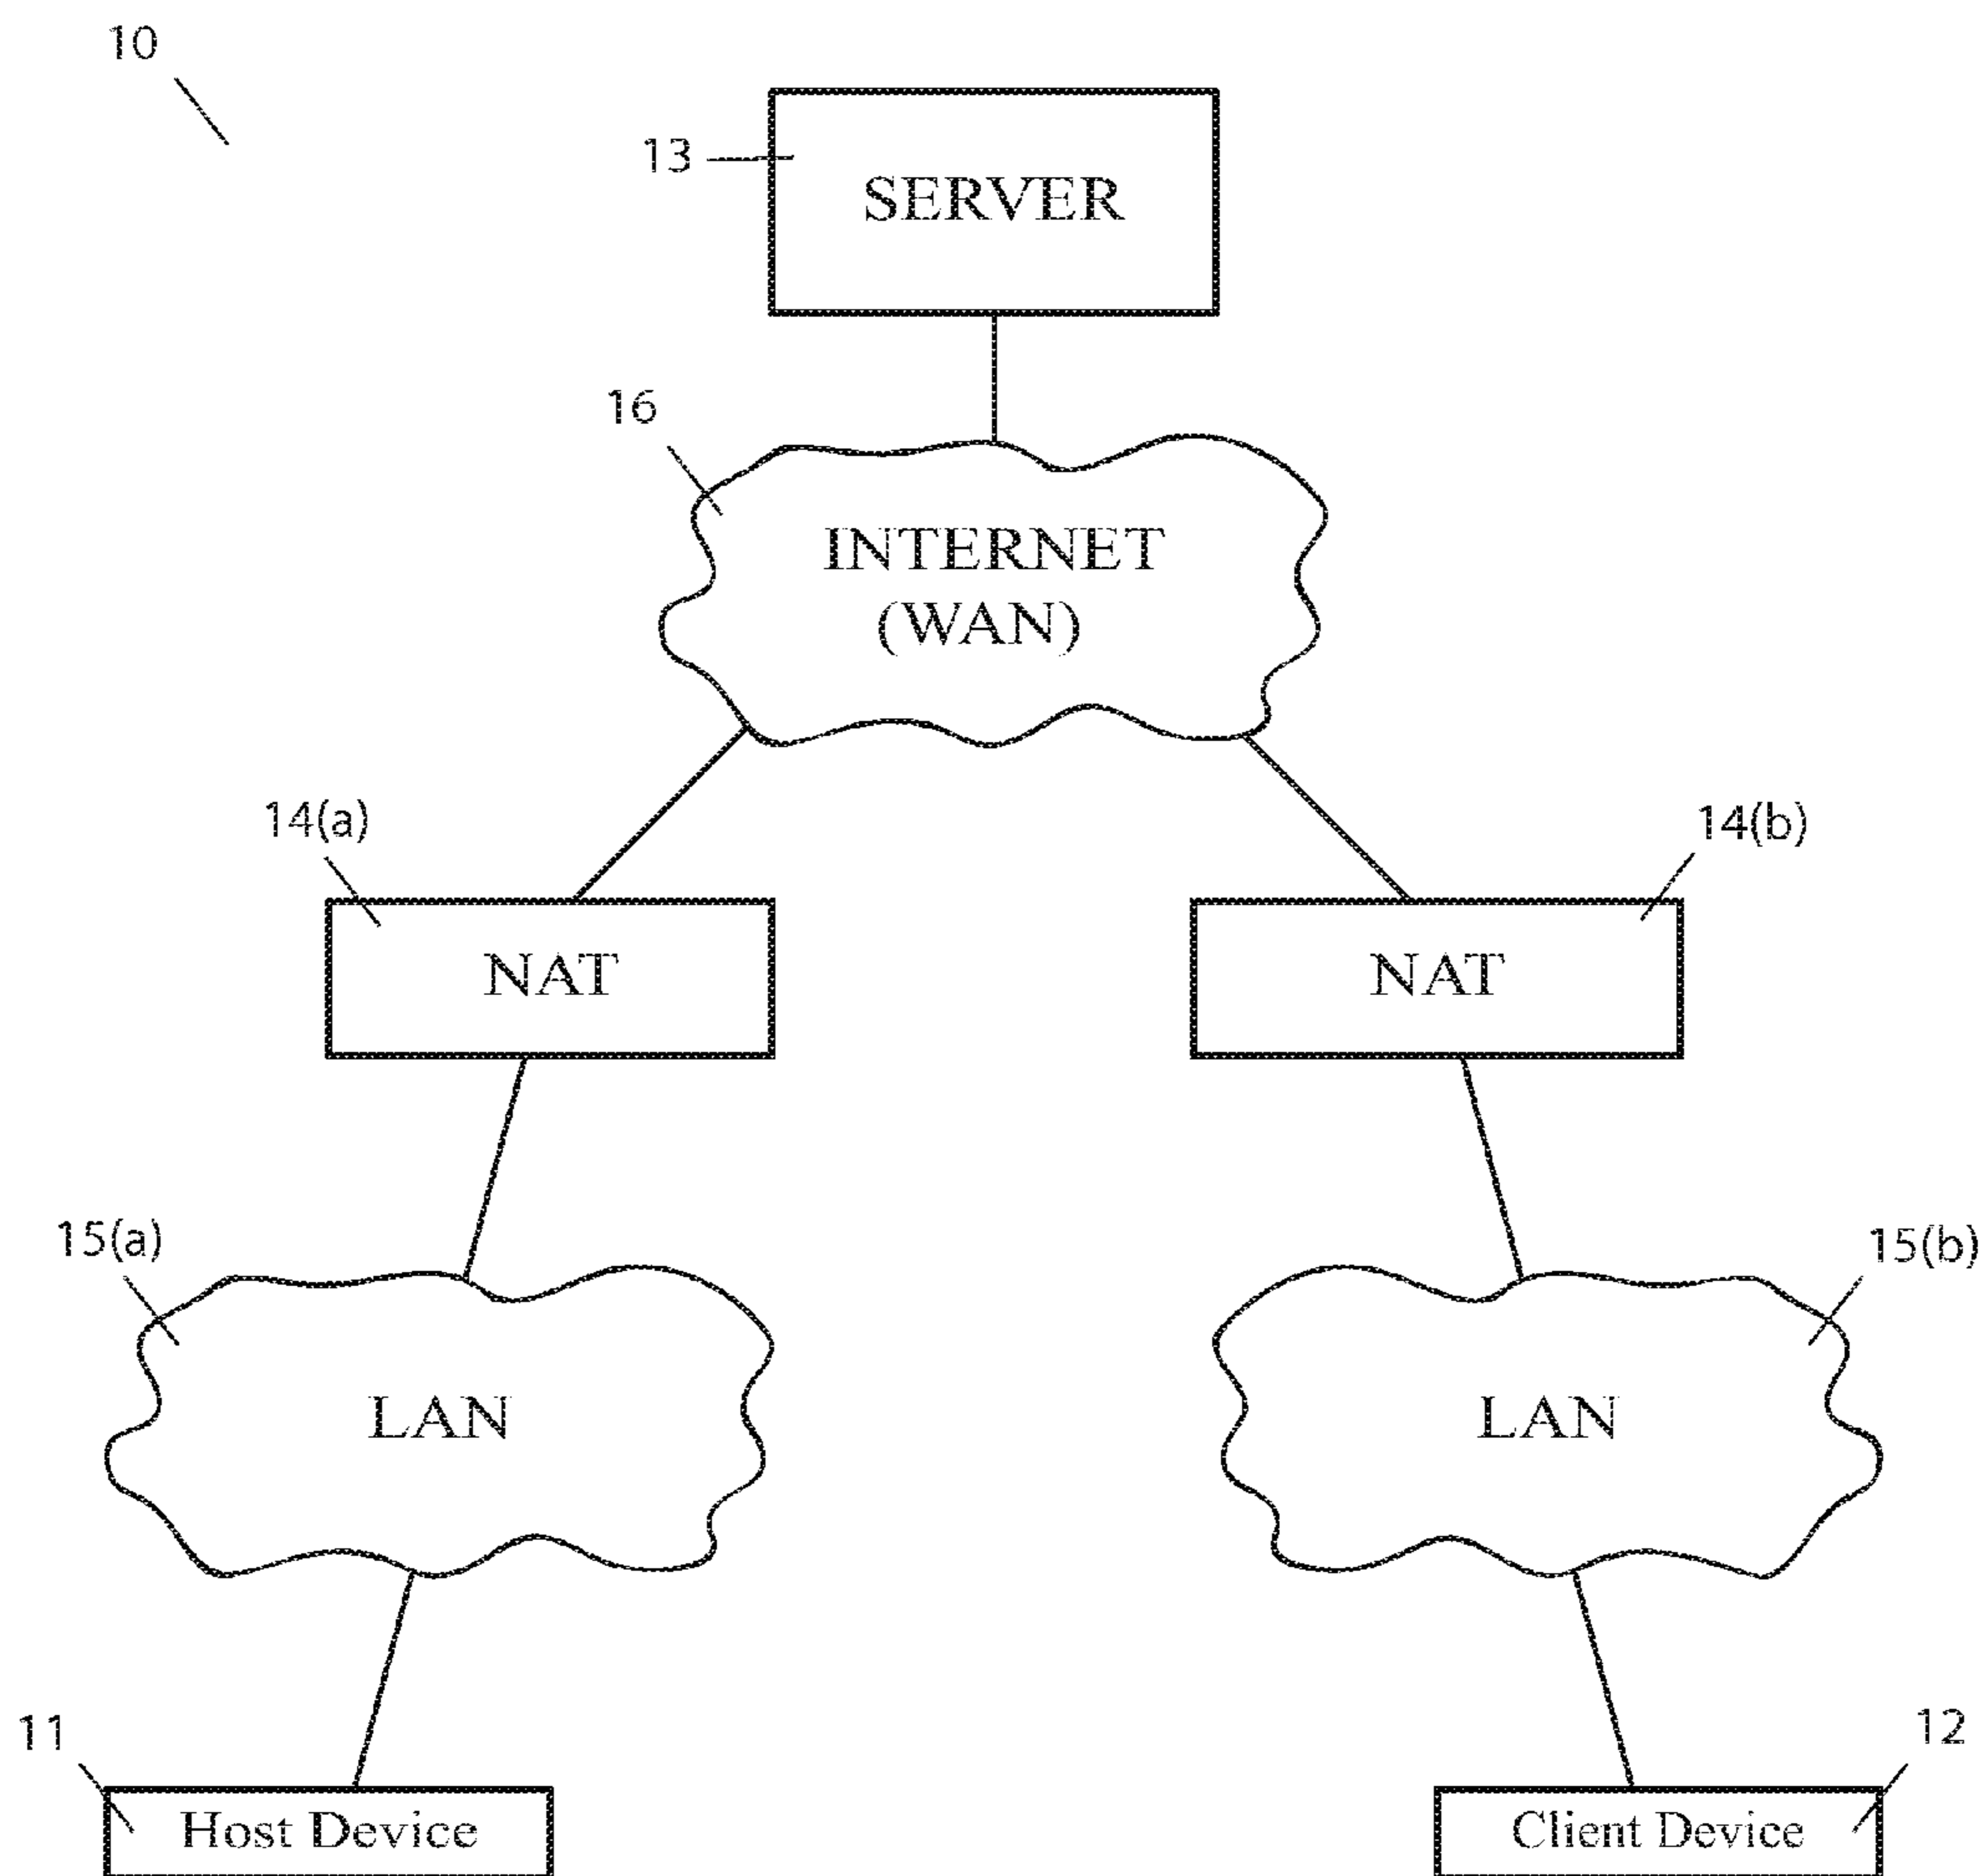 10
13
SERVER
16
INTERNET
(WAN)
14(a)
14(b)
NAT
NAT
15(a)
15(b)
LAN
LAN
11
12
Host Device
Client Device